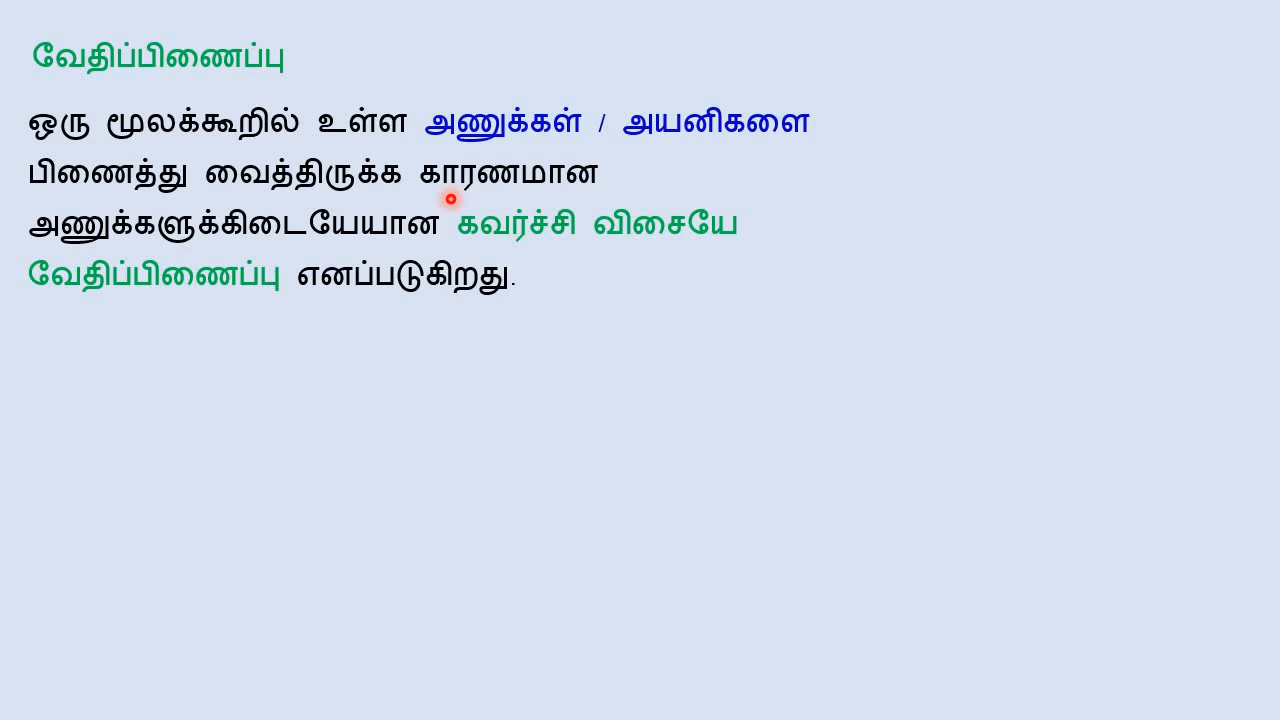 வேதிப்பிணைப்பு
ஒரு மூலக்கூறில் உள்ள அணுக்கள் / அயனிகளை
பிணைத்து வைத்திருக்க காரணமான
அணுக்களுக்கிடையேயான கவர்ச்சி விசையே
வேதிப்பிணைப்பு எனப்படுகிறது.